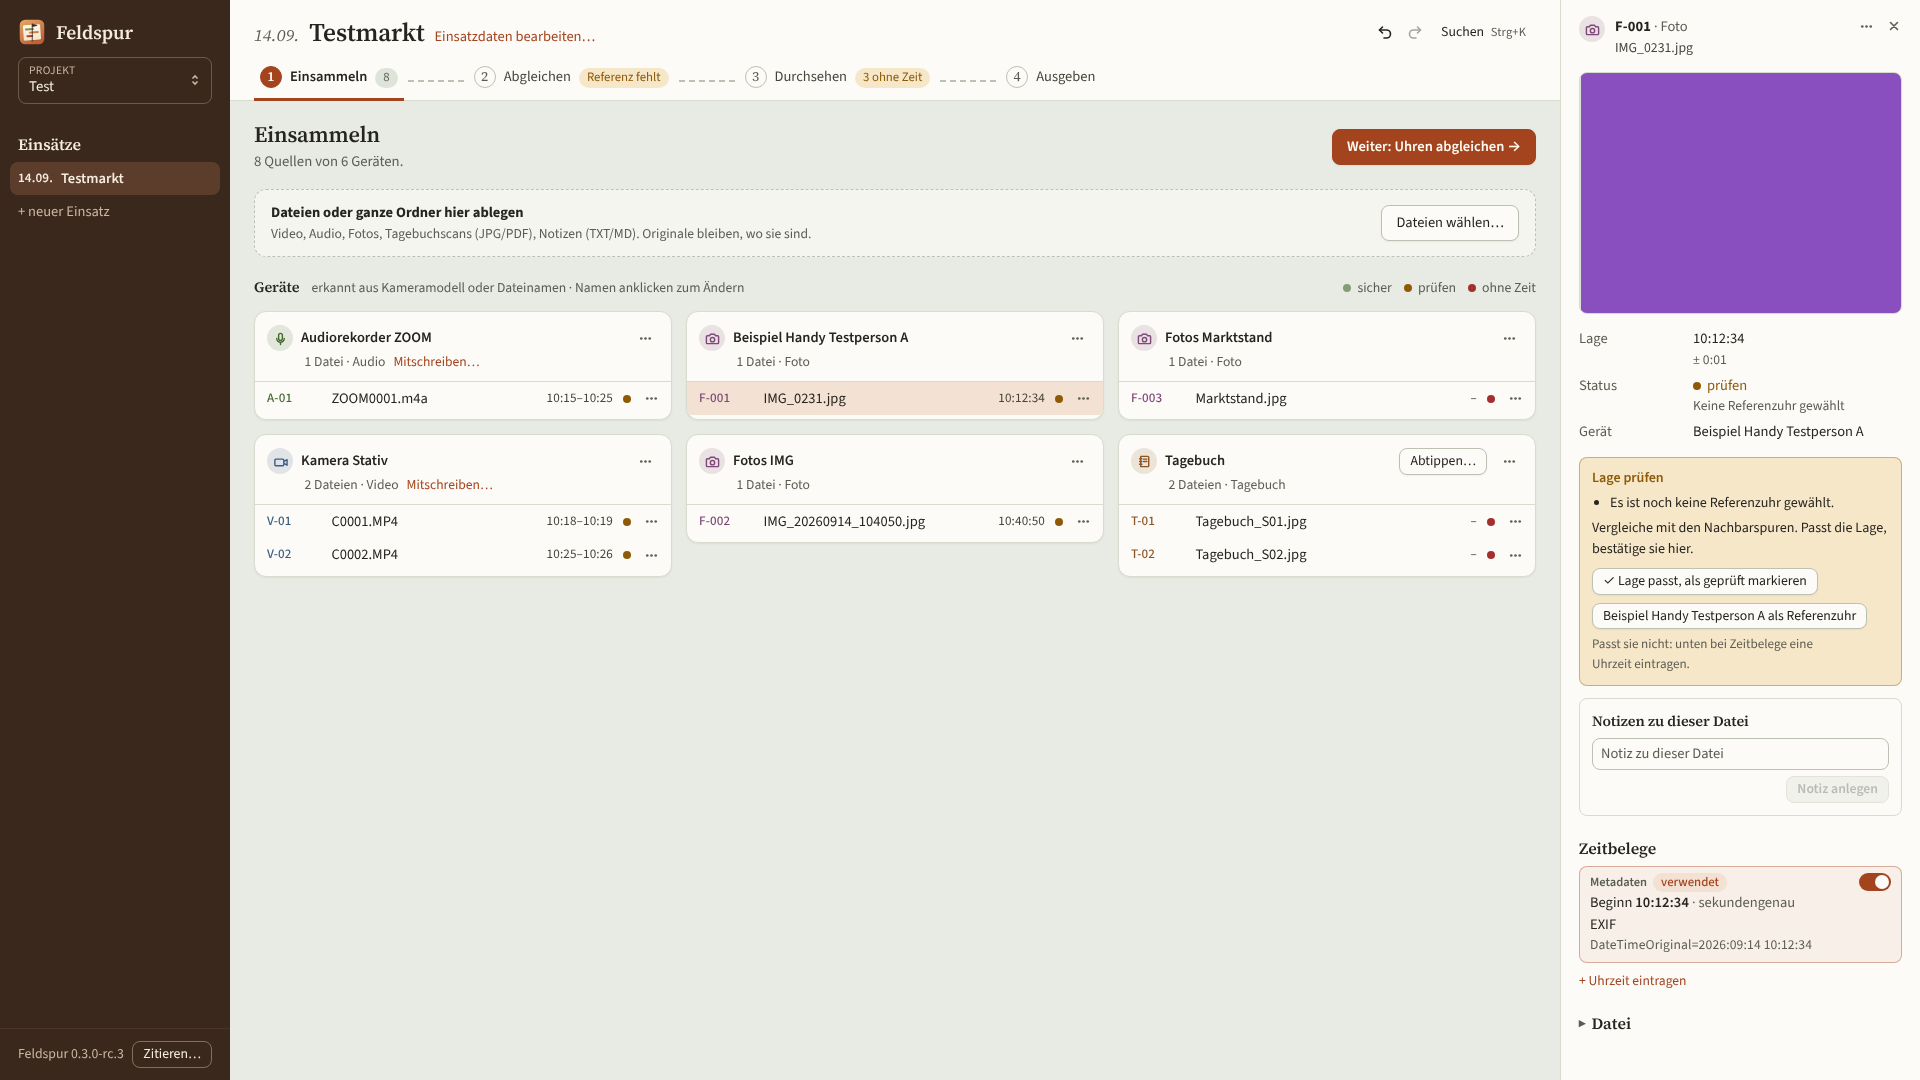 Feldspur
PROJEKT
Test
Einsätze
14.09. Testmarkt
+ neuer Einsatz
Feldspur 0.3.0-rc.3
Zitieren…
14.09. Testmarkt Einsatzdaten bearbeiten…
Suchen Strg+K
1 Einsammeln 8
2 Abgleichen Referenz fehlt
3 Durchsehen 3 ohne Zeit
4 Ausgeben
Einsammeln
8 Quellen von 6 Geräten.
Weiter: Uhren abgleichen →
Dateien oder ganze Ordner hier ablegen
Video, Audio, Fotos, Tagebuchscans (JPG/PDF), Notizen (TXT/MD). Originale bleiben, wo sie sind.
Dateien wählen…
Geräte erkannt aus Kameramodell oder Dateinamen · Namen anklicken zum Ändern
sicher prüfen ohne Zeit
Audiorekorder ZOOM
1 Datei · Audio Mitschreiben…
A-01 ZOOM0001.m4a 10:15–10:25
Beispiel Handy Testperson A
1 Datei · Foto
F-001 IMG_0231.jpg 10:12:34
Fotos Marktstand
1 Datei · Foto
F-003 Marktstand.jpg –
Kamera Stativ
2 Dateien · Video Mitschreiben…
V-01 C0001.MP4 10:18–10:19
V-02 C0002.MP4 10:25–10:26
Fotos IMG
1 Datei · Foto
F-002 IMG_20260914_104050.jpg 10:40:50
Tagebuch
Abtippen…
2 Dateien · Tagebuch
T-01 Tagebuch_S01.jpg –
T-02 Tagebuch_S02.jpg –
F-001 · Foto
IMG_0231.jpg
Lage 10:12:34
± 0:01
Status prüfen
Keine Referenzuhr gewählt
Gerät Beispiel Handy Testperson A
Lage prüfen
• Es ist noch keine Referenzuhr gewählt.
Vergleiche mit den Nachbarspuren. Passt die Lage,
bestätige sie hier.
✓ Lage passt, als geprüft markieren
Beispiel Handy Testperson A als Referenzuhr
Passt sie nicht: unten bei Zeitbelege eine
Uhrzeit eintragen.
Notizen zu dieser Datei
Notiz zu dieser Datei
Notiz anlegen
Zeitbelege
Metadaten verwendet
Beginn 10:12:34 · sekundengenau
EXIF
DateTimeOriginal=2026:09:14 10:12:34
+ Uhrzeit eintragen
▸ Datei